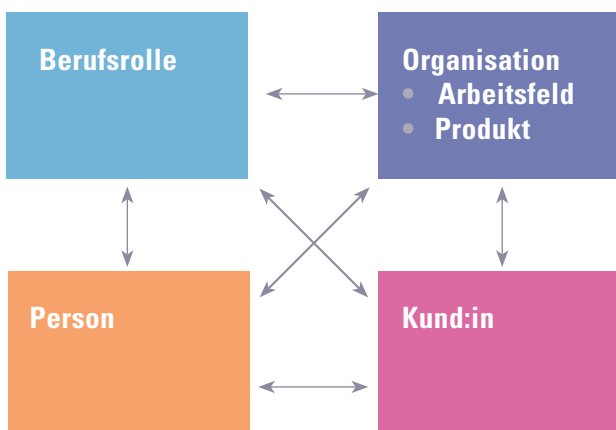 Berufsrolle
Organisation
• Arbeitsfeld
• Produkt
Person
Kund:in